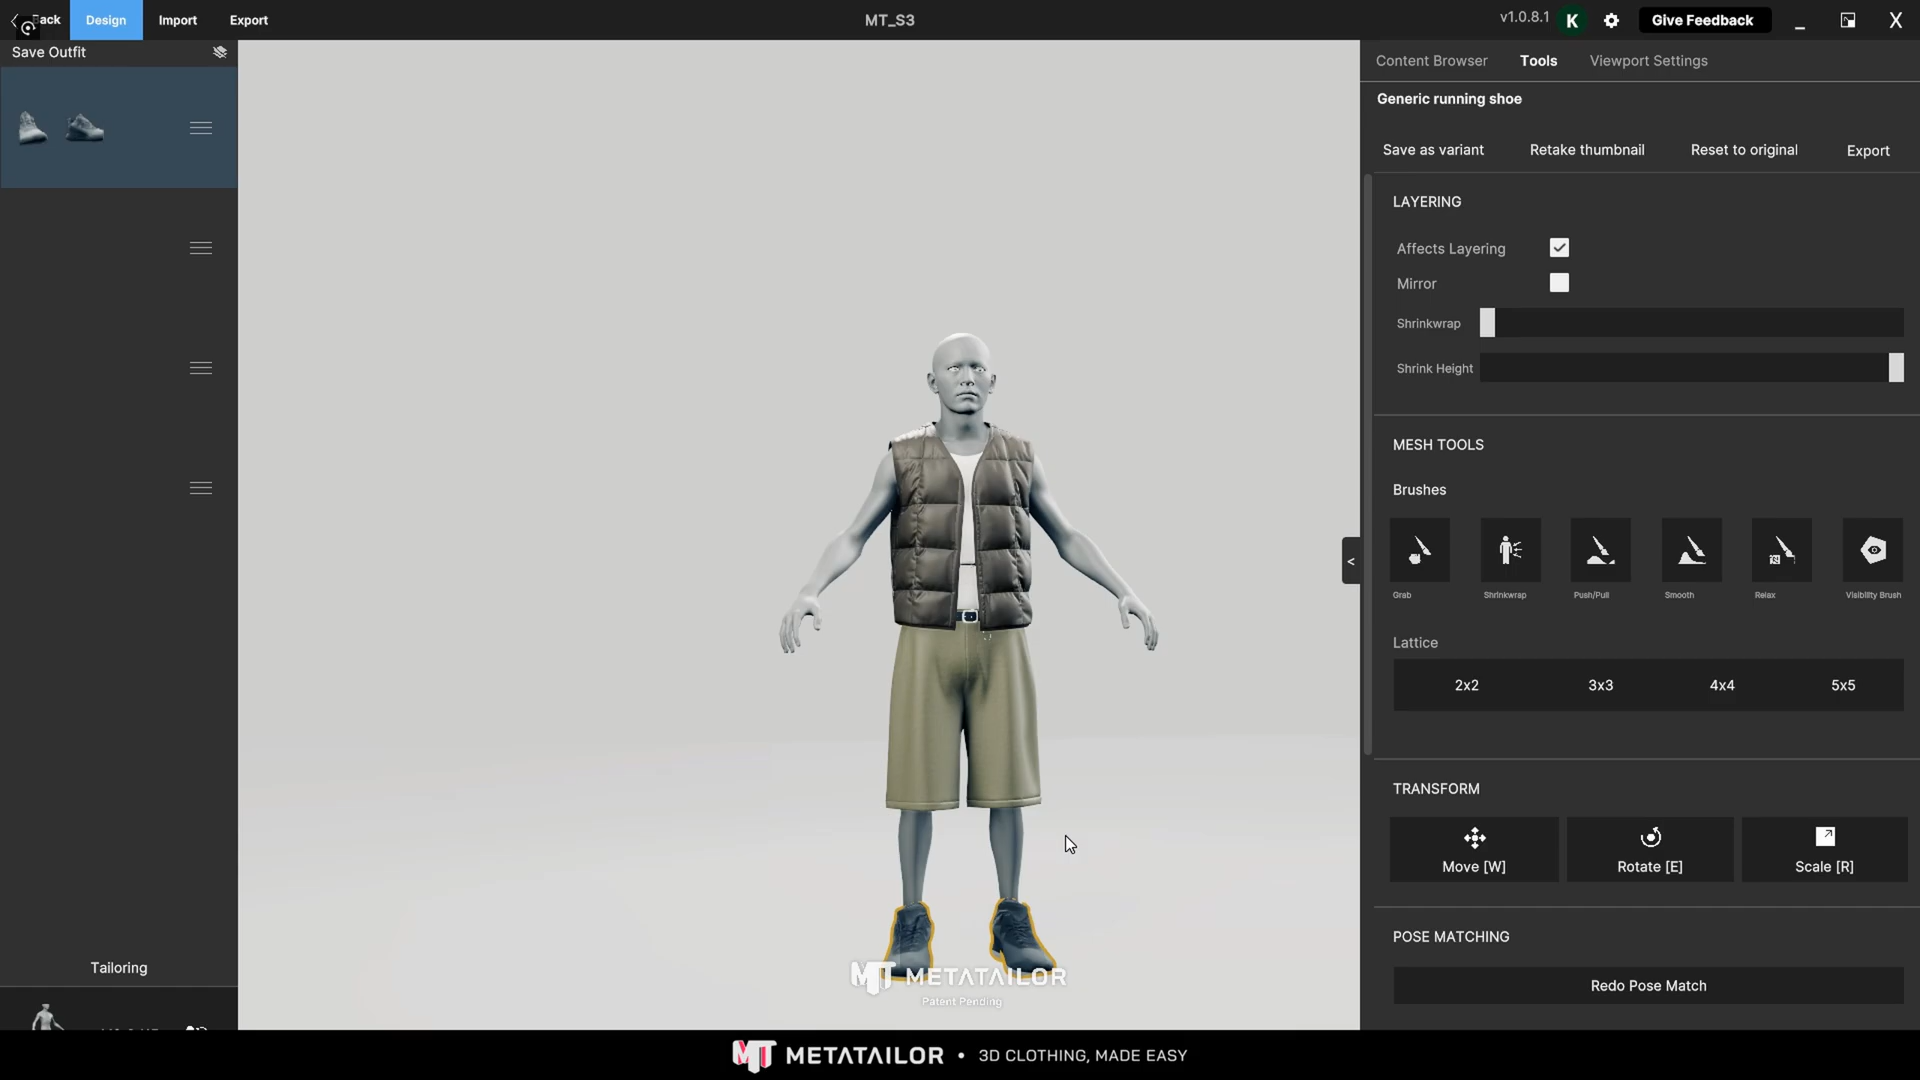 Back
Design
Import
Export
MT_S3
v1.0.8.1
K
Give Feedback
X
Save Outfit
Content Browser
Tools
Viewport Settings
Generic running shoe
Save as variant
Retake thumbnail
Reset to original
Export
LAYERING
Affects Layering
Mirror
Shrinkwrap
Shrink Height
MESH TOOLS
Brushes
Grab
Shrinkwrap
Push/Pull
Smooth
Relax
Visibility Brush
Lattice
2x2
3x3
4x4
5x5
TRANSFORM
Move [W]
Rotate [E]
Scale [R]
POSE MATCHING
Redo Pose Match
Tailoring
MT METATAILOR
Patent Pending
MT METATAILOR • 3D CLOTHING, MADE EASY